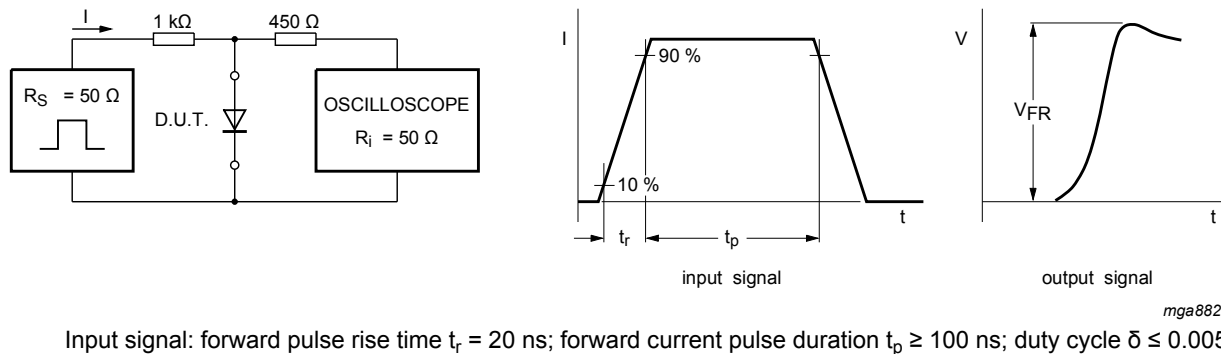 I
1 kΩ
450 Ω
R_S = 50 Ω
D.U.T.
OSCILLOSCOPE
R_i = 50 Ω
I
90 %
10 %
t_r
t_p
t
input signal
V
V_FR
t
output signal
mga882
Input signal: forward pulse rise time t_r = 20 ns; forward current pulse duration t_p ≥ 100 ns; duty cycle δ ≤ 0.005